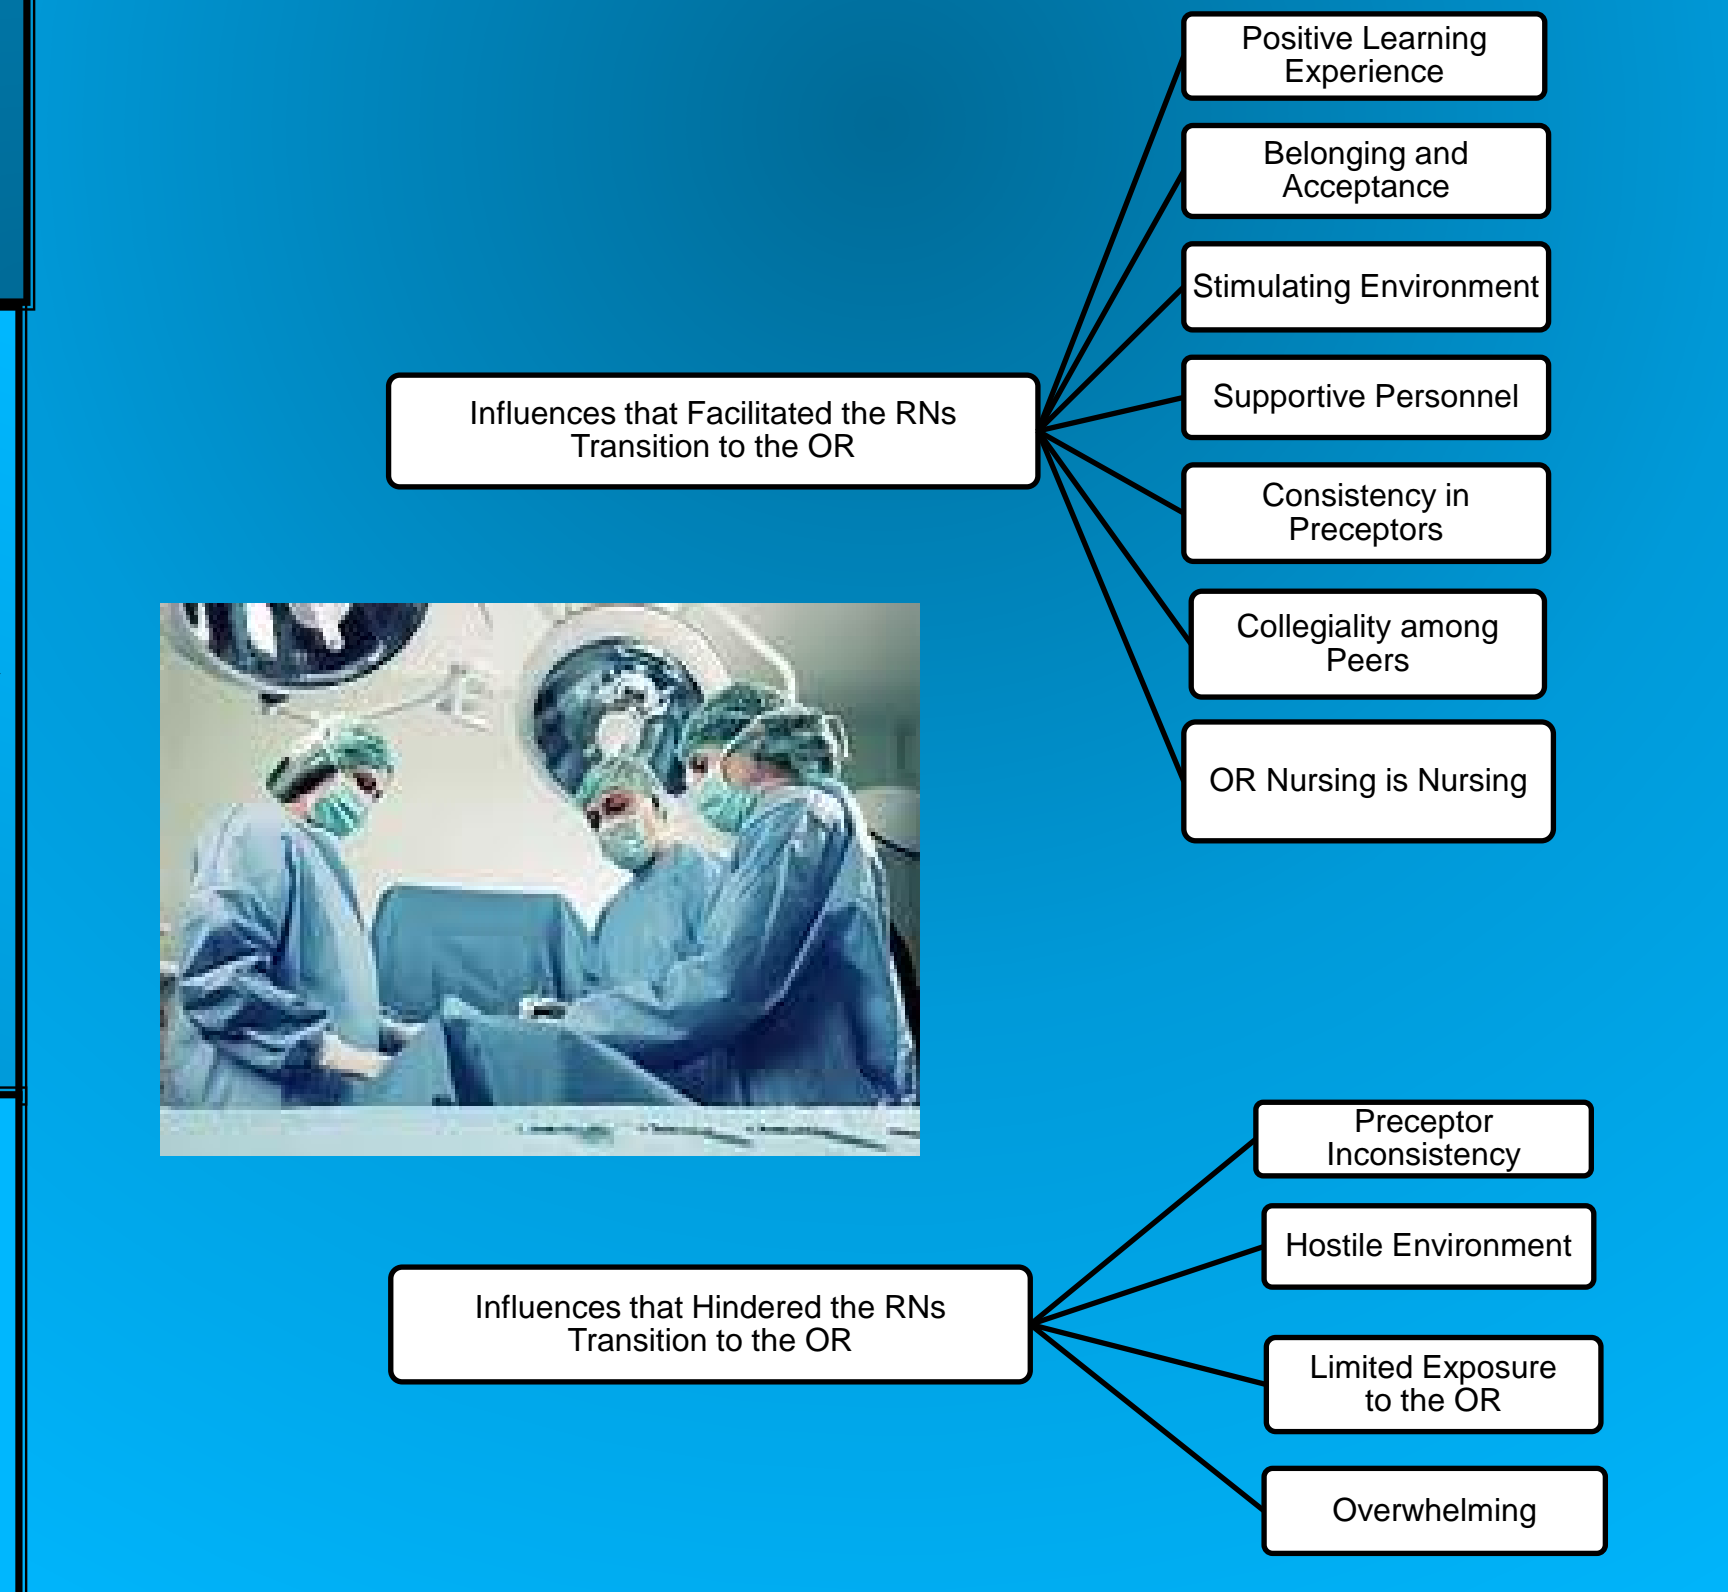 Influences that Facilitated the RNs
Transition to the OR
Positive Learning
Experience
Belonging and
Acceptance
Stimulating Environment
Supportive Personnel
Consistency in
Preceptors
Collegiality among
Peers
OR Nursing is Nursing
Influences that Hindered the RNs
Transition to the OR
Preceptor
Inconsistency
Hostile Environment
Limited Exposure
to the OR
Overwhelming